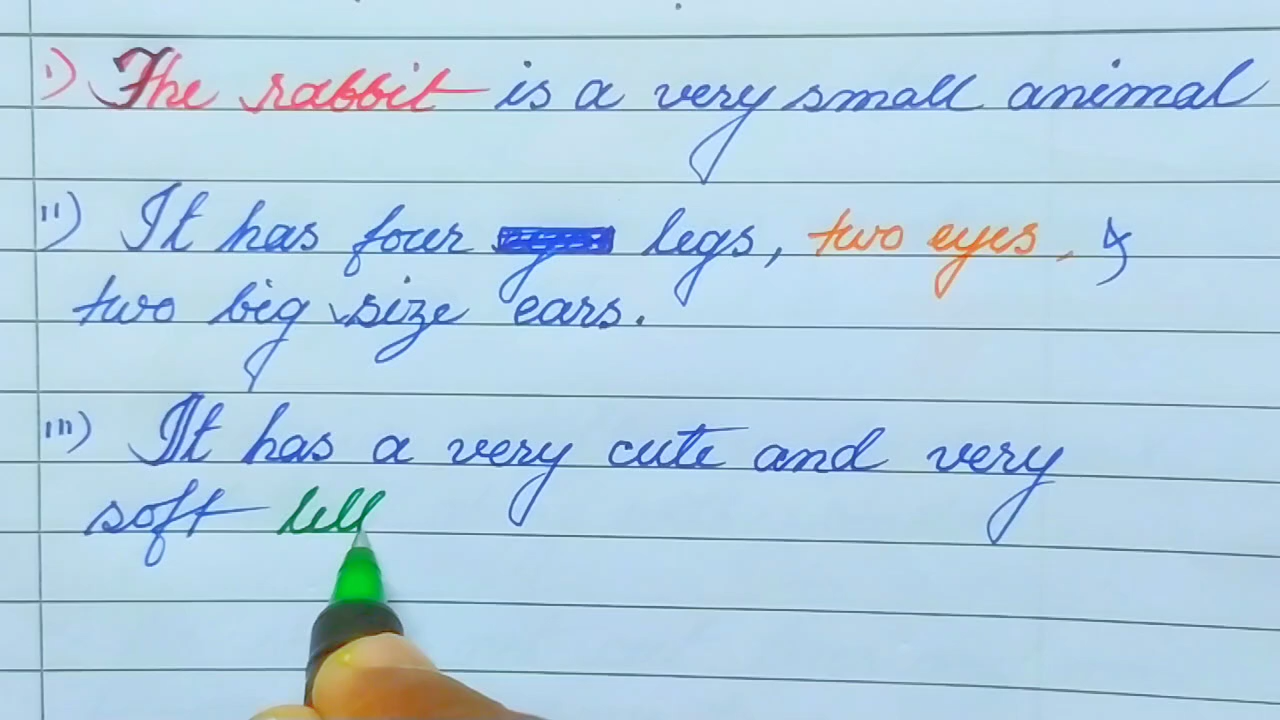 i) The rabbit is a very small animal
ii) It has four legs, two eyes, &
two big size ears.
iii) It has a very cute and very
soft